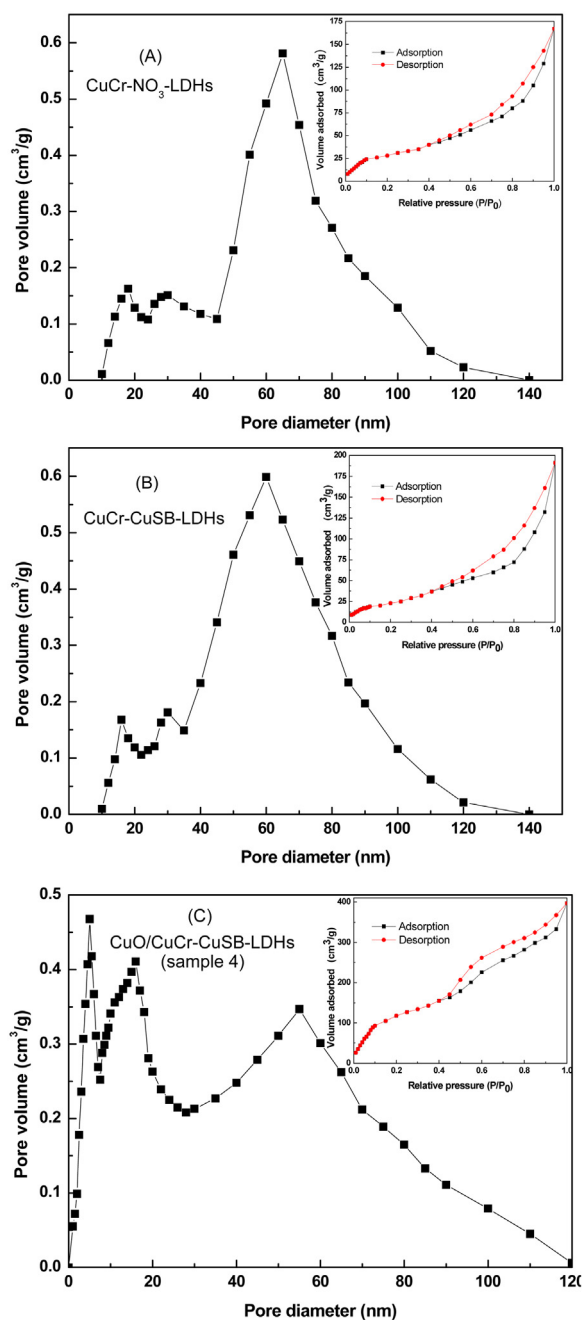 (A)
CuCr-NO3-LDHs
Pore volume (cm3/g)
0.6
0.5
0.4
0.3
0.2
0.1
0.0
0 20 40 60 80 100 120 140
Pore diameter (nm)
Volume adsorbed (cm3/g)
175
150
125
100
75
50
25
0
Adsorption
Desorption
0.0 0.2 0.4 0.6 0.8 1.0
Relative pressure (P/P0)
(B)
CuCr-CuSB-LDHs
Pore volume (cm3/g)
0.6
0.5
0.4
0.3
0.2
0.1
0.0
0 20 40 60 80 100 120 140
Pore diameter (nm)
Volume adsorbed (cm3/g)
200
175
150
125
100
75
50
25
0
Adsorption
Desorption
0.0 0.2 0.4 0.6 0.8 1.0
Relative pressure (P/P0)
(C)
CuO/CuCr-CuSB-LDHs
(sample 4)
Pore volume (cm3/g)
0.5
0.4
0.3
0.2
0.1
0.0
0 20 40 60 80 100 120
Pore diameter (nm)
Volume adsorbed (cm3/g)
400
300
200
100
0
Adsorption
Desorption
0.0 0.2 0.4 0.6 0.8 1.0
Relative pressure (P/P0)